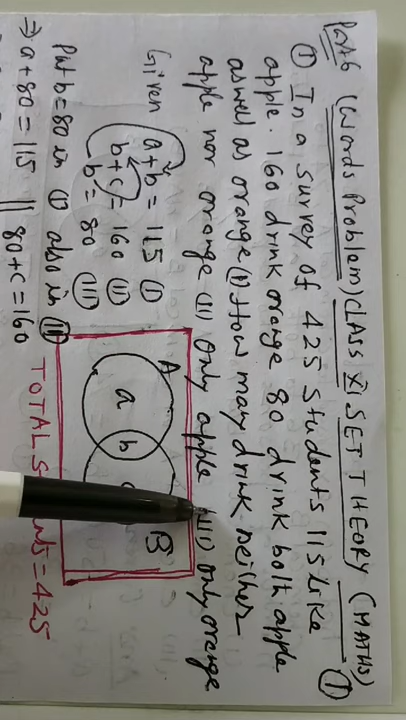 Part 6 (Words Problem) CLASS XI SET THEORY (MATHS) ①
① In a survey of 425 students 115 like
apple. 160 drink orange 80 drink both apple
aswell as orange (i) How many drink neither
apple nor orange (ii) only apple (iii) only orange
Given a+b = 115 (I)
b+c = 160 (II)
b = 80 (III)
A
B
a
b
Put b=80 in (I) also in (II)
⇒ a+80=115 || 80+c=160
TOTAL = 425